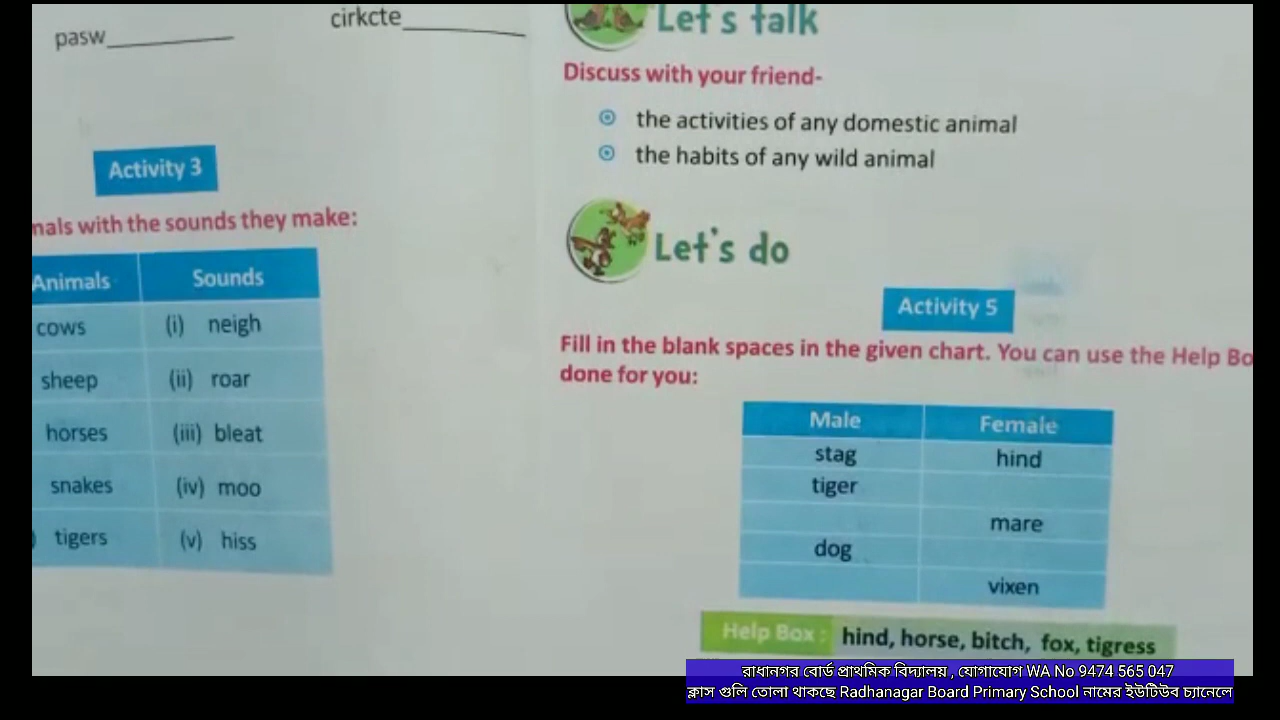 pasw
cirkcte
Activity 3
with the sounds they make:
Animals Sounds
cows (i) neigh
sheep (ii) roar
horses (iii) bleat
snakes (iv) moo
tigers (v) hiss
Let's talk
Discuss with your friend-
the activities of any domestic animal
the habits of any wild animal
Let's do
Activity 5
Fill in the blank spaces in the given chart. You can use the Help
done for you:
Male Female
stag hind
tiger
mare
dog
vixen
Help Box : hind, horse, bitch, fox, tigress
রাধানগর বোর্ড প্রাথমিক বিদ্যালয় , যোগাযোগ WA No 9474 565 047
ক্লাস গুলি তোলা থাকছে Radhanagar Board Primary School নামের ইউটিউব চ্যানেলে